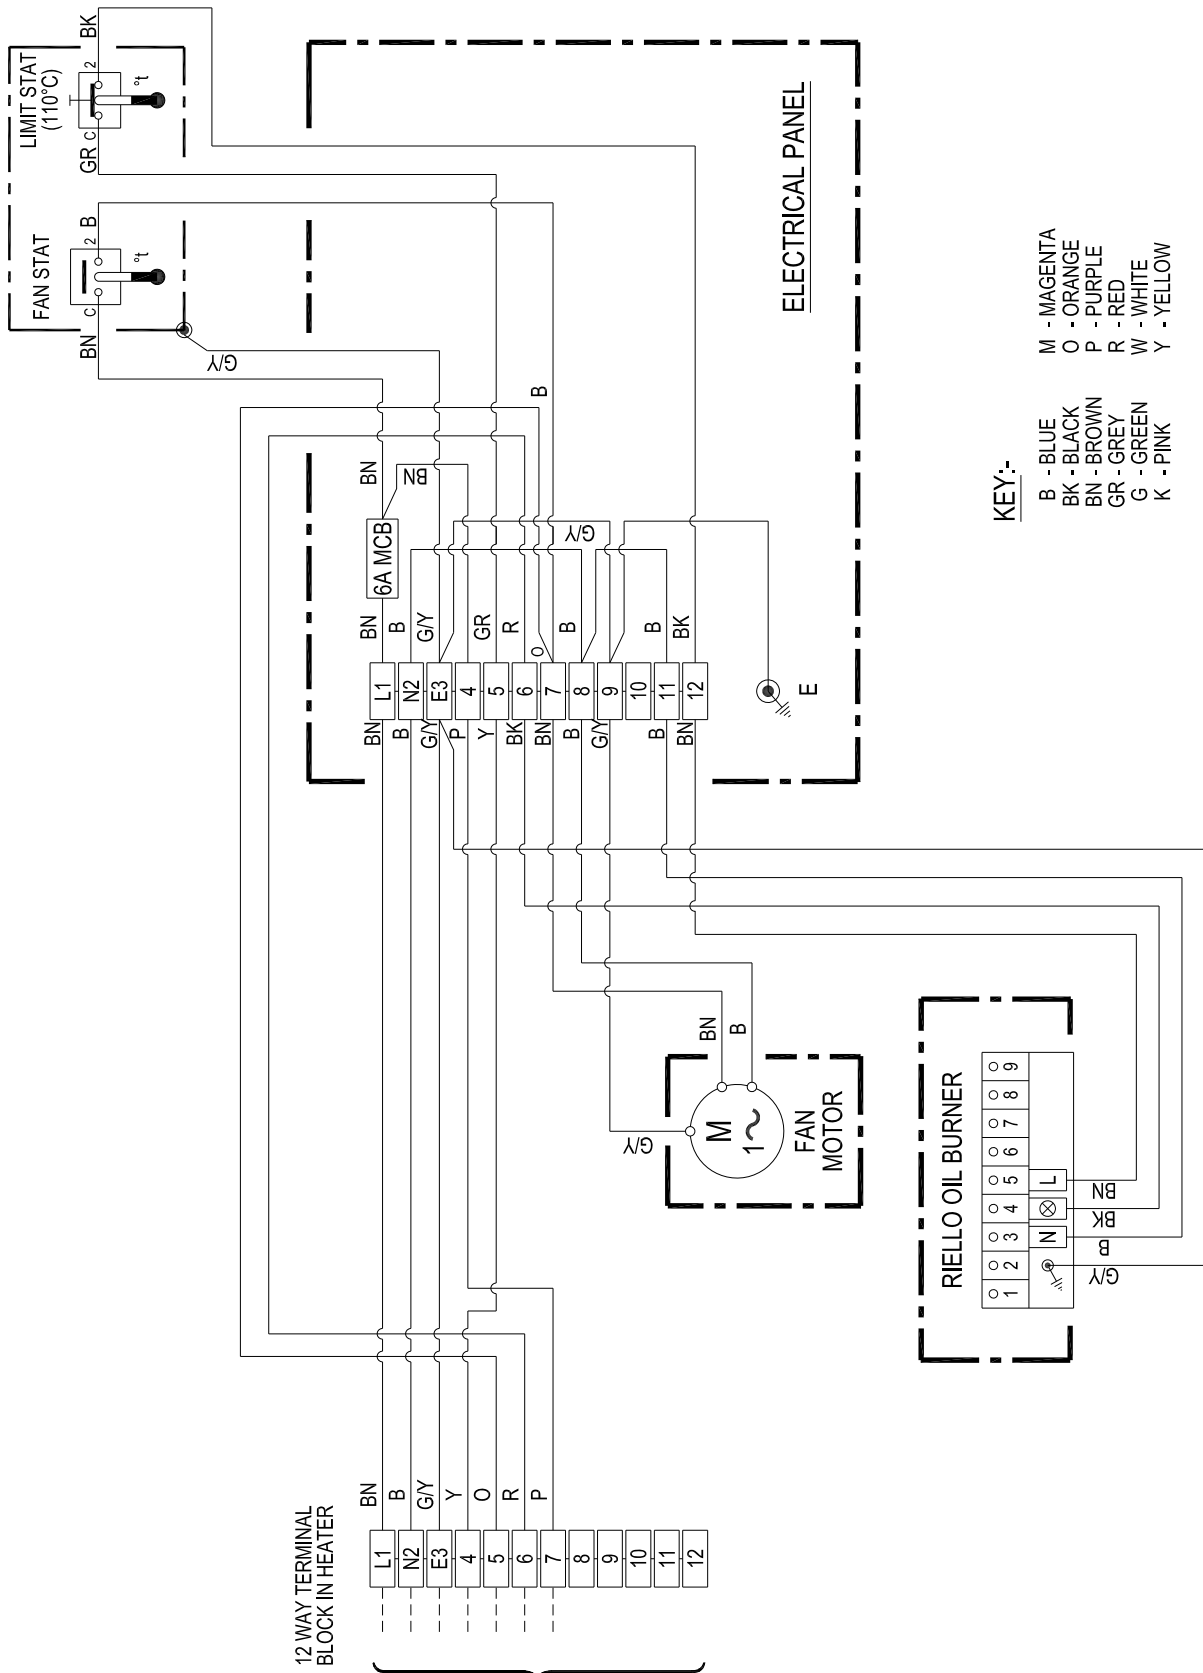 12 WAY TERMINAL
BLOCK IN HEATER
L1
N2
E3
4
5
6
7
8
9
10
11
12
BN
B
G/Y
Y
O
R
P
LIMIT STAT
(110°C)
GR
C
2
BK
°t
FAN STAT
BN
C
2
B
°t
G/Y
BN
BN
6A MCB
B
G/Y
BN
B
G/Y
GR
R
O
B
B
BK
L1
N2
E3
4
5
6
7
8
9
10
11
12
BN
B
G/Y
P
Y
BK
BN
B
G/Y
B
BN
E
ELECTRICAL PANEL
G/Y
BN
B
M
1~
FAN
MOTOR
RIELLO OIL BURNER
1 2 3 4 5 6 7 8 9
N
L
G/Y
B
BK
BN
KEY:-
B - BLUE
BK - BLACK
BN - BROWN
GR - GREY
G - GREEN
K - PINK
M - MAGENTA
O - ORANGE
P - PURPLE
R - RED
W - WHITE
Y - YELLOW